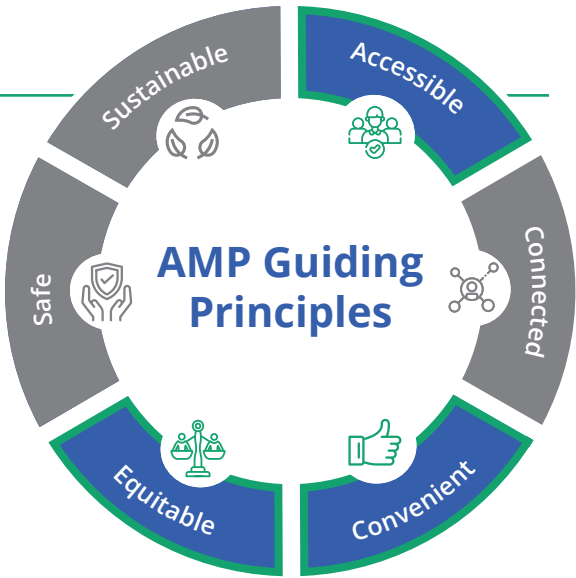 AMP Guiding
Principles
Accessible
Connected
Convenient
Equitable
Safe
Sustainable